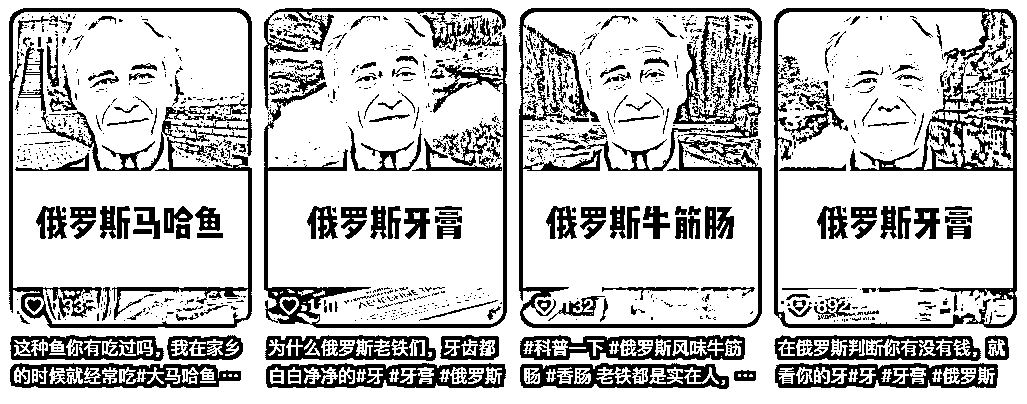 俄罗斯马哈鱼
俄罗斯牙膏
俄罗斯牛筋肠
俄罗斯牙膏
892
这种鱼你有吃过吗，我在家乡
的时候就经常吃#大马哈鱼…
为什么俄罗斯老铁们，牙齿都
白白净净的#牙 #牙膏 #俄罗斯
#科普一下 #俄罗斯风味牛筋
肠 #香肠 老铁都是实在人，…
在俄罗斯判断你有没有钱，就
看你的牙#牙 #牙膏 #俄罗斯